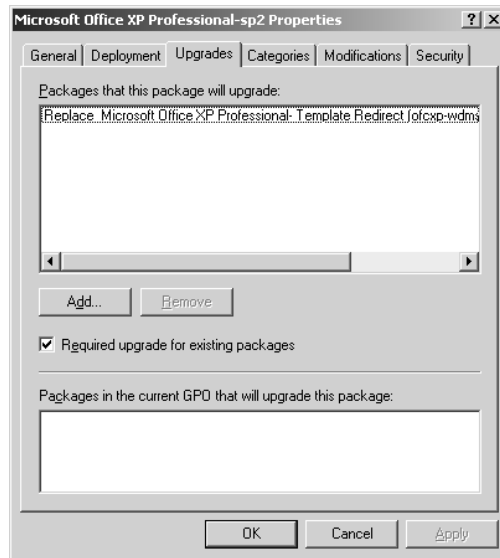 Microsoft Office XP Professional-sp2 Properties
General Deployment Upgrades Categories Modifications Security
Packages that this package will upgrade:
Replace Microsoft Office XP Professional- Template Redirect (ofcxp-wdms
Add... Remove
Required upgrade for existing packages
Packages in the current GPO that will upgrade this package:
OK Cancel Apply